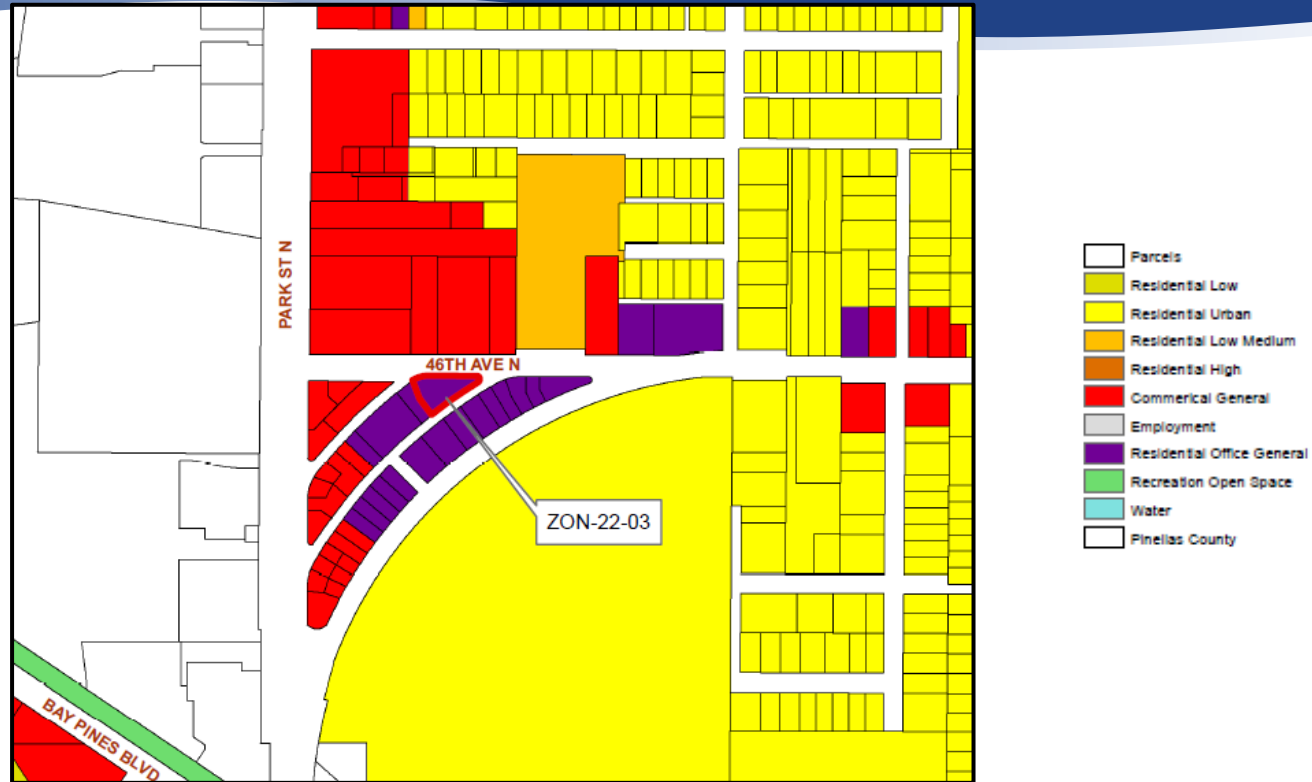 PARK ST N
46TH AVE N
ZON-22-03
BAY PINES BLVD
Parcels
Residential Low
Residential Urban
Residential Low Medium
Residential High
Commerical General
Employment
Residential Office General
Recreation Open Space
Water
Pinellas County